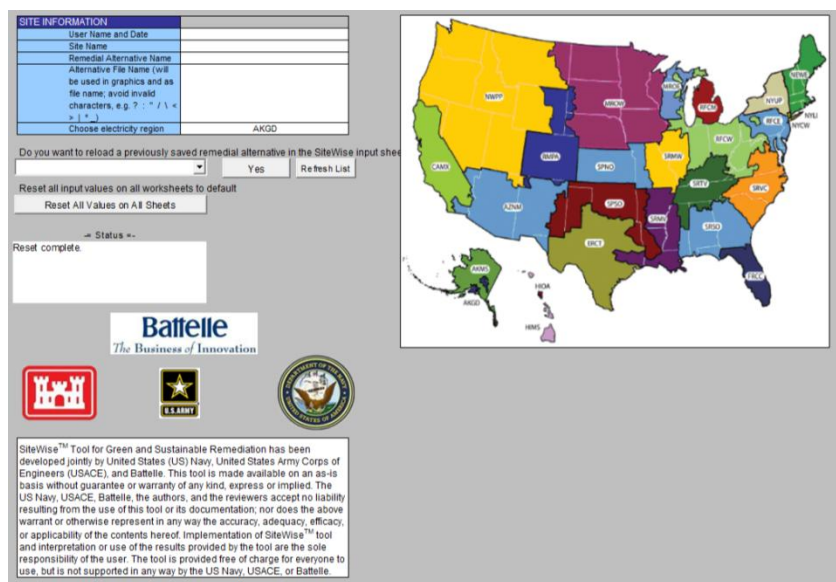 SITE INFORMATION
User Name and Date
Site Name
Remedial Alternative Name
Alternative File Name (will
be used in graphics and as
file name; avoid invalid
characters, e.g. ? : " / \ <
> | * _)
Choose electricity region AKGD
Do you want to reload a previously saved remedial alternative in the SiteWise input shee
Yes Refresh List
Reset all input values on all worksheets to default
Reset All Values on All Sheets
-= Status =-
Reset complete.
Battelle
The Business of Innovation
U.S.ARMY
DEPARTMENT OF THE NAVY
UNITED STATES OF AMERICA
SiteWise™ Tool for Green and Sustainable Remediation has been
developed jointly by United States (US) Navy, United States Army Corps of
Engineers (USACE), and Battelle. This tool is made available on an as-is
basis without guarantee or warranty of any kind, express or implied. The
US Navy, USACE, Battelle, the authors, and the reviewers accept no liability
resulting from the use of this tool or its documentation; nor does the above
warrant or otherwise represent in any way the accuracy, adequacy, efficacy,
or applicability of the contents hereof. Implementation of SiteWise™ tool
and interpretation or use of the results provided by the tool are the sole
responsibility of the user. The tool is provided free of charge for everyone to
use, but is not supported in any way by the US Navy, USACE, or Battelle.
NWPP
MROW
MROE
RFCM
NEWE
NYUP
NYLI
NYCW
RFCE
RFCW
CAMX
RMPA
SPNO
SRMW
SRTV
SRVC
AZNM
SPSO
SRMV
SRSO
ERCT
FRCC
AKMS
AKGD
HIOA
HIMS